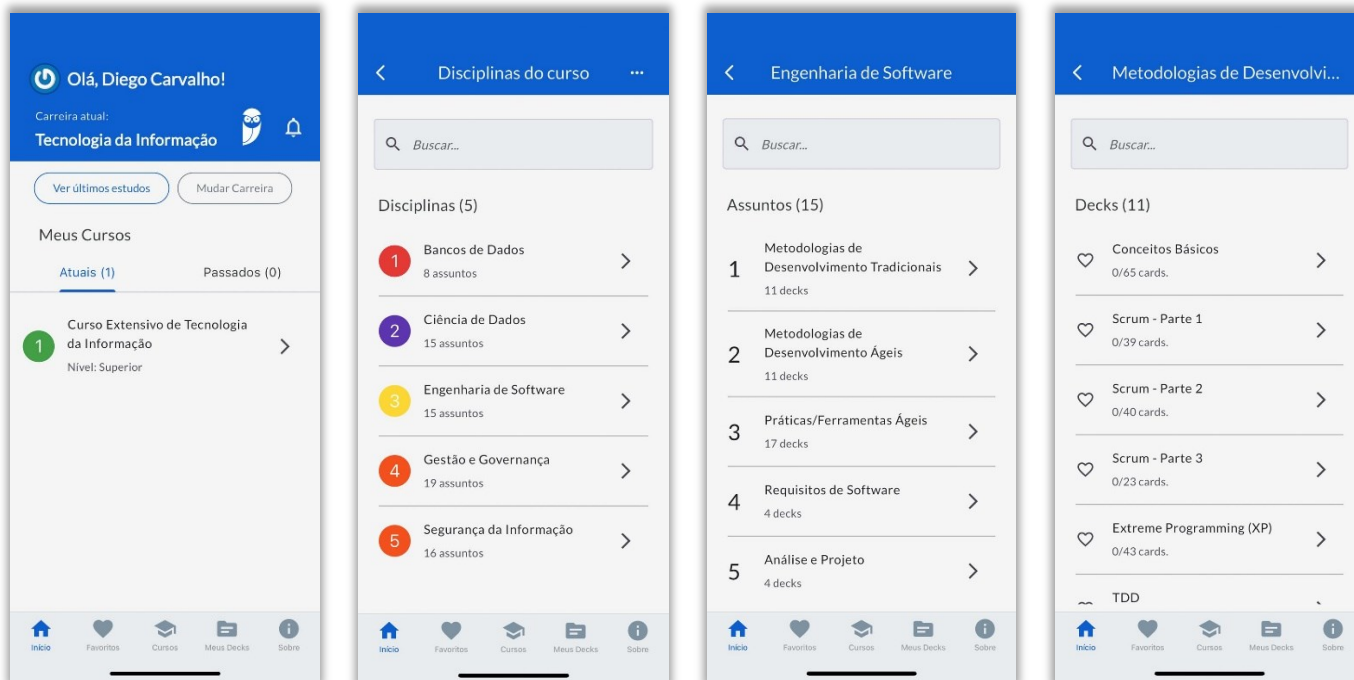 Olá, Diego Carvalho!
Carreira atual:
Tecnologia da Informação
Ver últimos estudos
Mudar Carreira
Meus Cursos
Atuais (1)
Passados (0)
1
Curso Extensivo de Tecnologia
da Informação
Nível: Superior
Início
Favoritos
Cursos
Meus Decks
Sobre
Disciplinas do curso
...
Buscar...
Disciplinas (5)
1
Bancos de Dados
8 assuntos
2
Ciência de Dados
15 assuntos
3
Engenharia de Software
15 assuntos
4
Gestão e Governança
19 assuntos
5
Segurança da Informação
16 assuntos
Início
Favoritos
Cursos
Meus Decks
Sobre
Engenharia de Software
Buscar...
Assuntos (15)
1
Metodologias de
Desenvolvimento Tradicionais
11 decks
2
Metodologias de
Desenvolvimento Ágeis
11 decks
3
Práticas/Ferramentas Ágeis
17 decks
4
Requisitos de Software
4 decks
5
Análise e Projeto
4 decks
Início
Favoritos
Cursos
Meus Decks
Sobre
Metodologias de Desenvolvi...
Buscar...
Decks (11)
Conceitos Básicos
0/65 cards.
Scrum - Parte 1
0/39 cards.
Scrum - Parte 2
0/40 cards.
Scrum - Parte 3
0/23 cards.
Extreme Programming (XP)
0/43 cards.
TDD
Início
Favoritos
Cursos
Meus Decks
Sobre